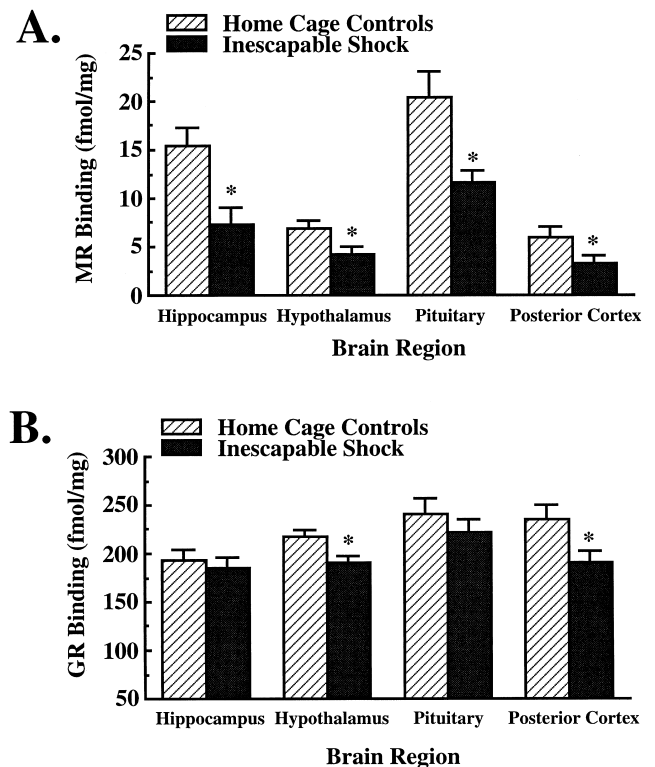 A.
Home Cage Controls
Inescapable Shock
MR Binding (fmol/mg)
25
20
15
10
5
0
*
*
*
*
Hippocampus Hypothalamus Pituitary Posterior Cortex
Brain Region
B.
Home Cage Controls
Inescapable Shock
GR Binding (fmol/mg)
300
250
200
150
100
50
*
*
Hippocampus Hypothalamus Pituitary Posterior Cortex
Brain Region